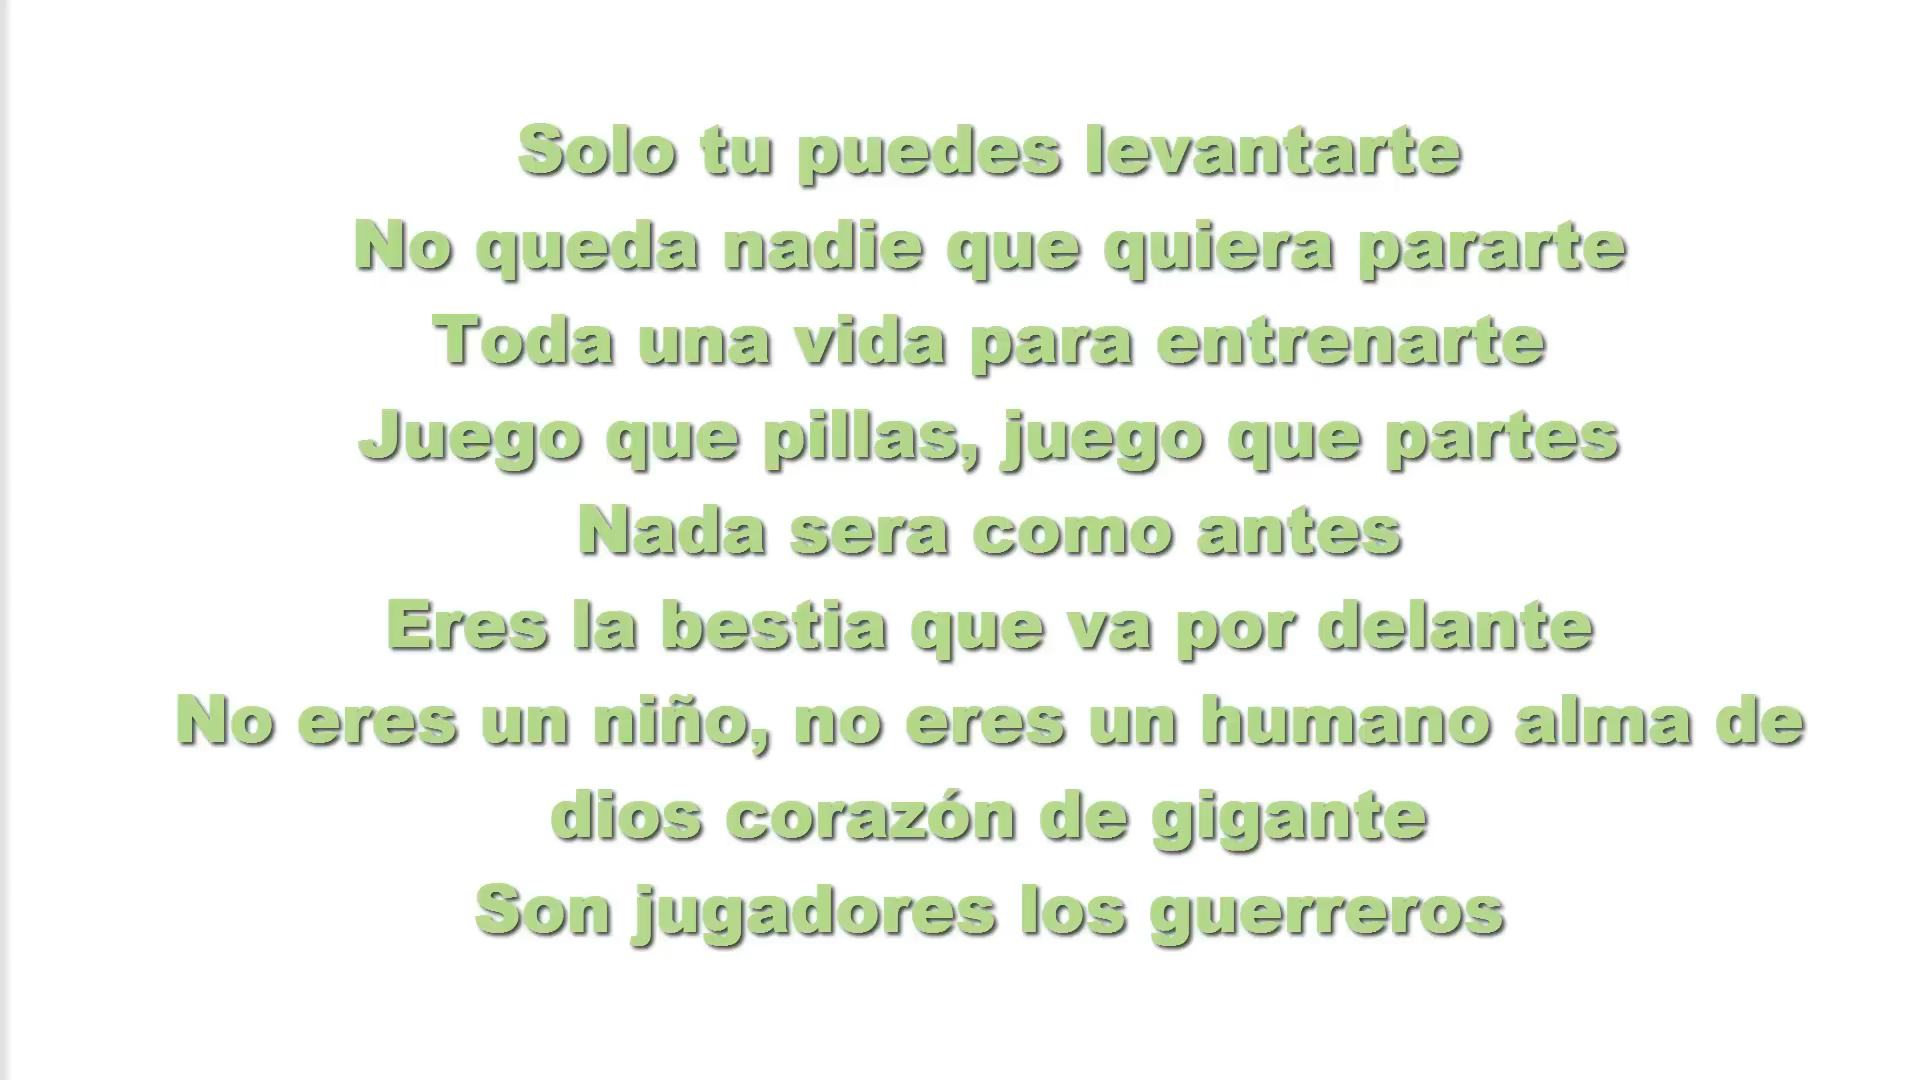 Solo tu puedes levantarte
No queda nadie que quiera pararte
Toda una vida para entrenarte
Juego que pillas, juego que partes
Nada sera como antes
Eres la bestia que va por delante
No eres un niño, no eres un humano alma de
dios corazón de gigante
Son jugadores los guerreros